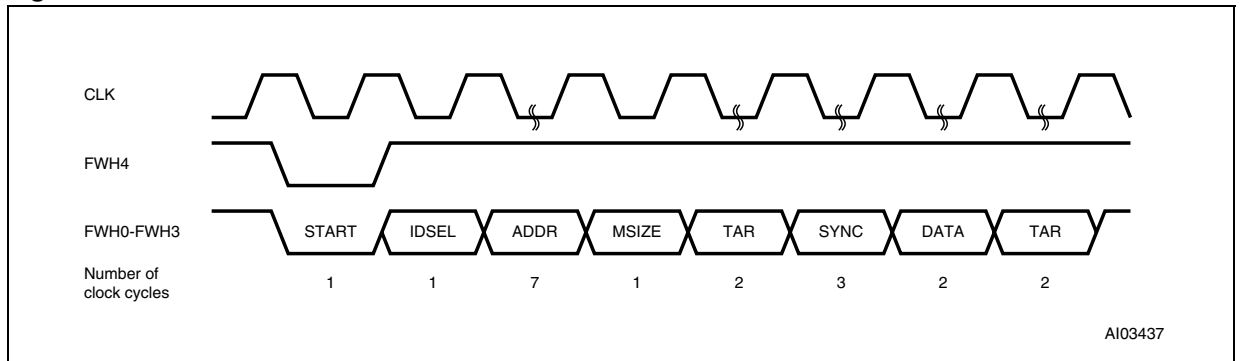 CLK
FWH4
FWH0-FWH3 START IDSEL ADDR MSIZE TAR SYNC DATA TAR
Number of
clock cycles 1 1 7 1 2 3 2 2
AI03437